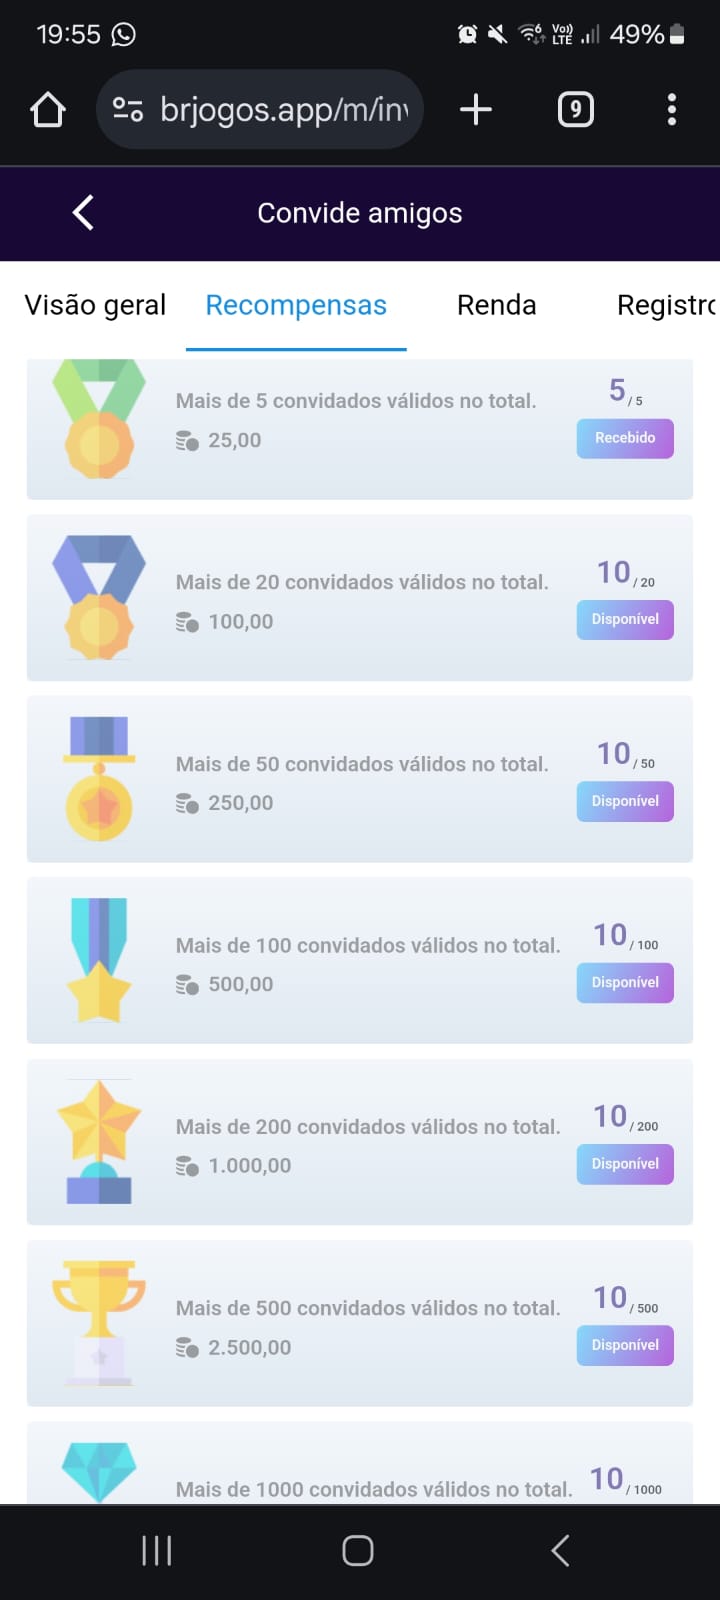 19:55
Vo)) LTE
49%
brjogos.app/m/in
9
Convide amigos
Visão geral Recompensas Renda Registro
Mais de 5 convidados válidos no total.
5 / 5
25,00
Recebido
Mais de 20 convidados válidos no total.
10 / 20
100,00
Disponível
Mais de 50 convidados válidos no total.
10 / 50
250,00
Disponível
Mais de 100 convidados válidos no total.
10 / 100
500,00
Disponível
Mais de 200 convidados válidos no total.
10 / 200
1.000,00
Disponível
Mais de 500 convidados válidos no total.
10 / 500
2.500,00
Disponível
Mais de 1000 convidados válidos no total.
10 / 1000